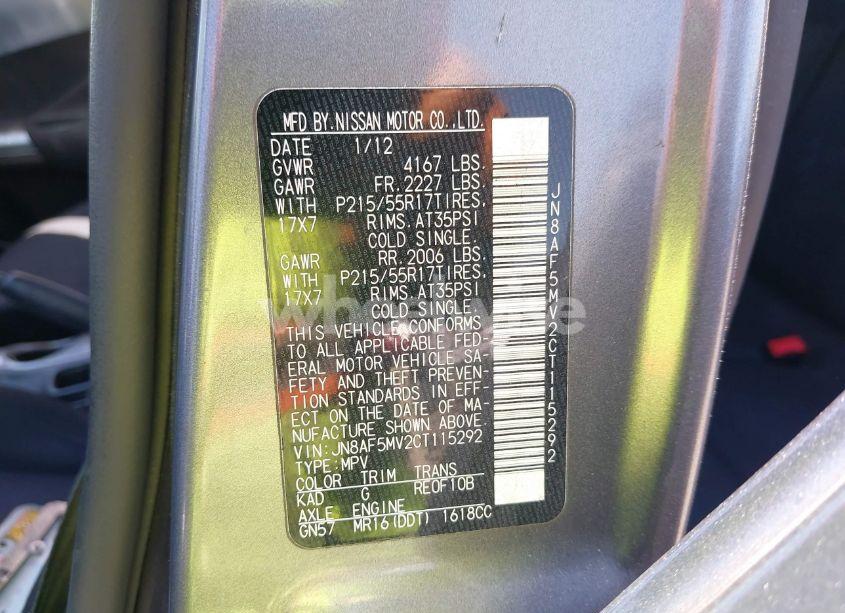 MFD BY.NISSAN MOTOR CO.,LTD.
DATE 1/12
GVWR 4167 LBS.
GAWR FR.2227 LBS.
WITH P215/55R17TIRES.
17X7 RIMS.AT35PSI
COLD SINGLE.
GAWR RR.2006 LBS.
WITH P215/55R17TIRES.
17X7 RIMS.AT35PSI
COLD SINGLE.
THIS VEHICLE CONFORMS
TO ALL APPLICABLE FED-
ERAL MOTOR VEHICLE SA-
FETY AND THEFT PREVEN-
TION STANDARDS IN EFF-
ECT ON THE DATE OF MA-
NUFACTURE SHOWN ABOVE.
VIN:JN8AF5MV2CT115292
TYPE:MPV
COLOR TRIM TRANS
KAD G RE0F10B
AXLE ENGINE
GN57 MR16(DDT) 1618CC
JN8AF5MV2CT115292